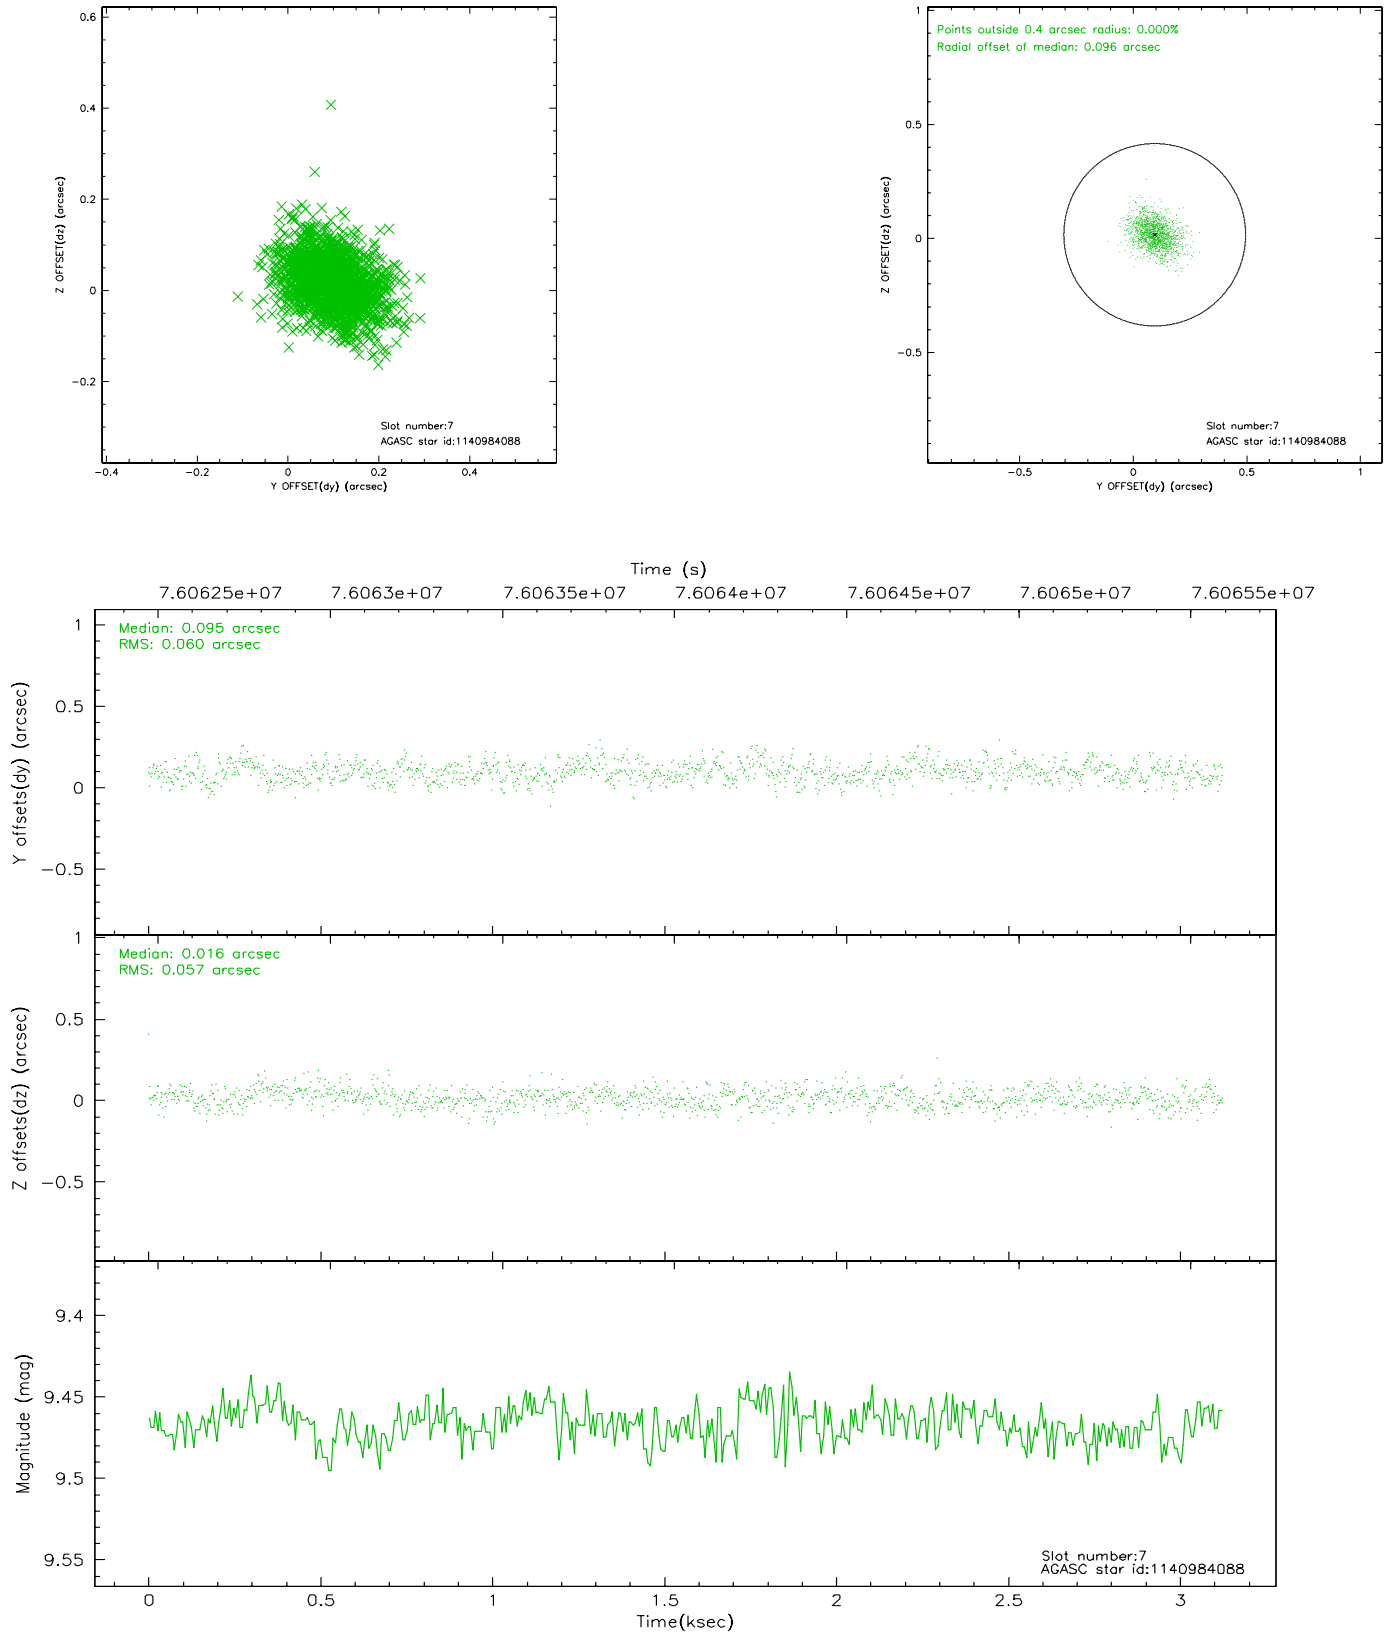 0.6
0.4
0.2
0
−0.2
Z OFFSET(dz) (arcsec)
Slot number:7
AGASC star id:1140984088
−0.4 −0.2 0 0.2 0.4
Y OFFSET(dy) (arcsec)
1
0.5
0
−0.5
Z OFFSET(dz) (arcsec)
Points outside 0.4 arcsec radius: 0.000%
Radial offset of median: 0.096 arcsec
Slot number:7
AGASC star id:1140984088
−0.5 0 0.5 1
Y OFFSET(dy) (arcsec)
Time (s)
7.60625e+07 7.6063e+07 7.60635e+07 7.6064e+07 7.60645e+07 7.6065e+07 7.60655e+07
Median: 0.095 arcsec
RMS: 0.060 arcsec
1
0.5
0
−0.5
Y offsets(dy) (arcsec)
Median: 0.016 arcsec
RMS: 0.057 arcsec
1
0.5
0
−0.5
Z offsets(dz) (arcsec)
9.4
9.45
9.5
9.55
Magnitude (mag)
Slot number:7
AGASC star id:1140984088
0 0.5 1 1.5 2 2.5 3
Time(ksec)